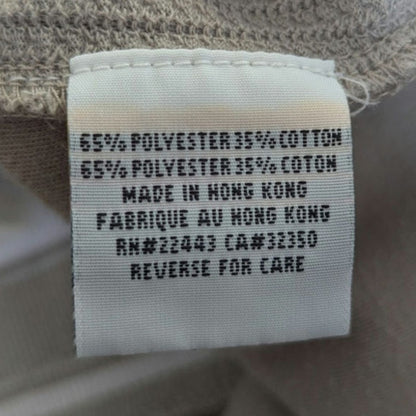 65% POLYESTER 35% COTTON
65% POLYESTER 35% COTON
MADE IN HONG KONG
FABRIQUE AU HONG KONG
RN#22443 CA#32350
REVERSE FOR CARE